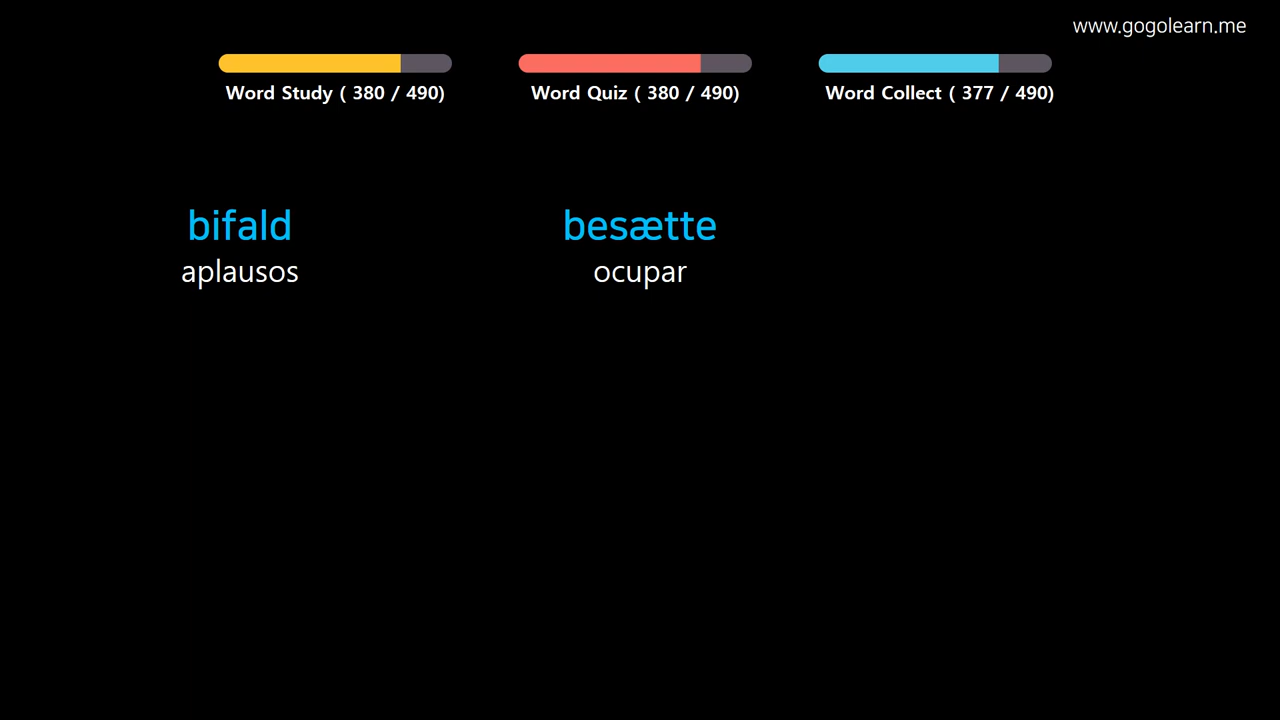 www.gogolearn.me
Word Study ( 380 / 490)
Word Quiz ( 380 / 490)
Word Collect ( 377 / 490)
bifald
aplausos
besætte
ocupar